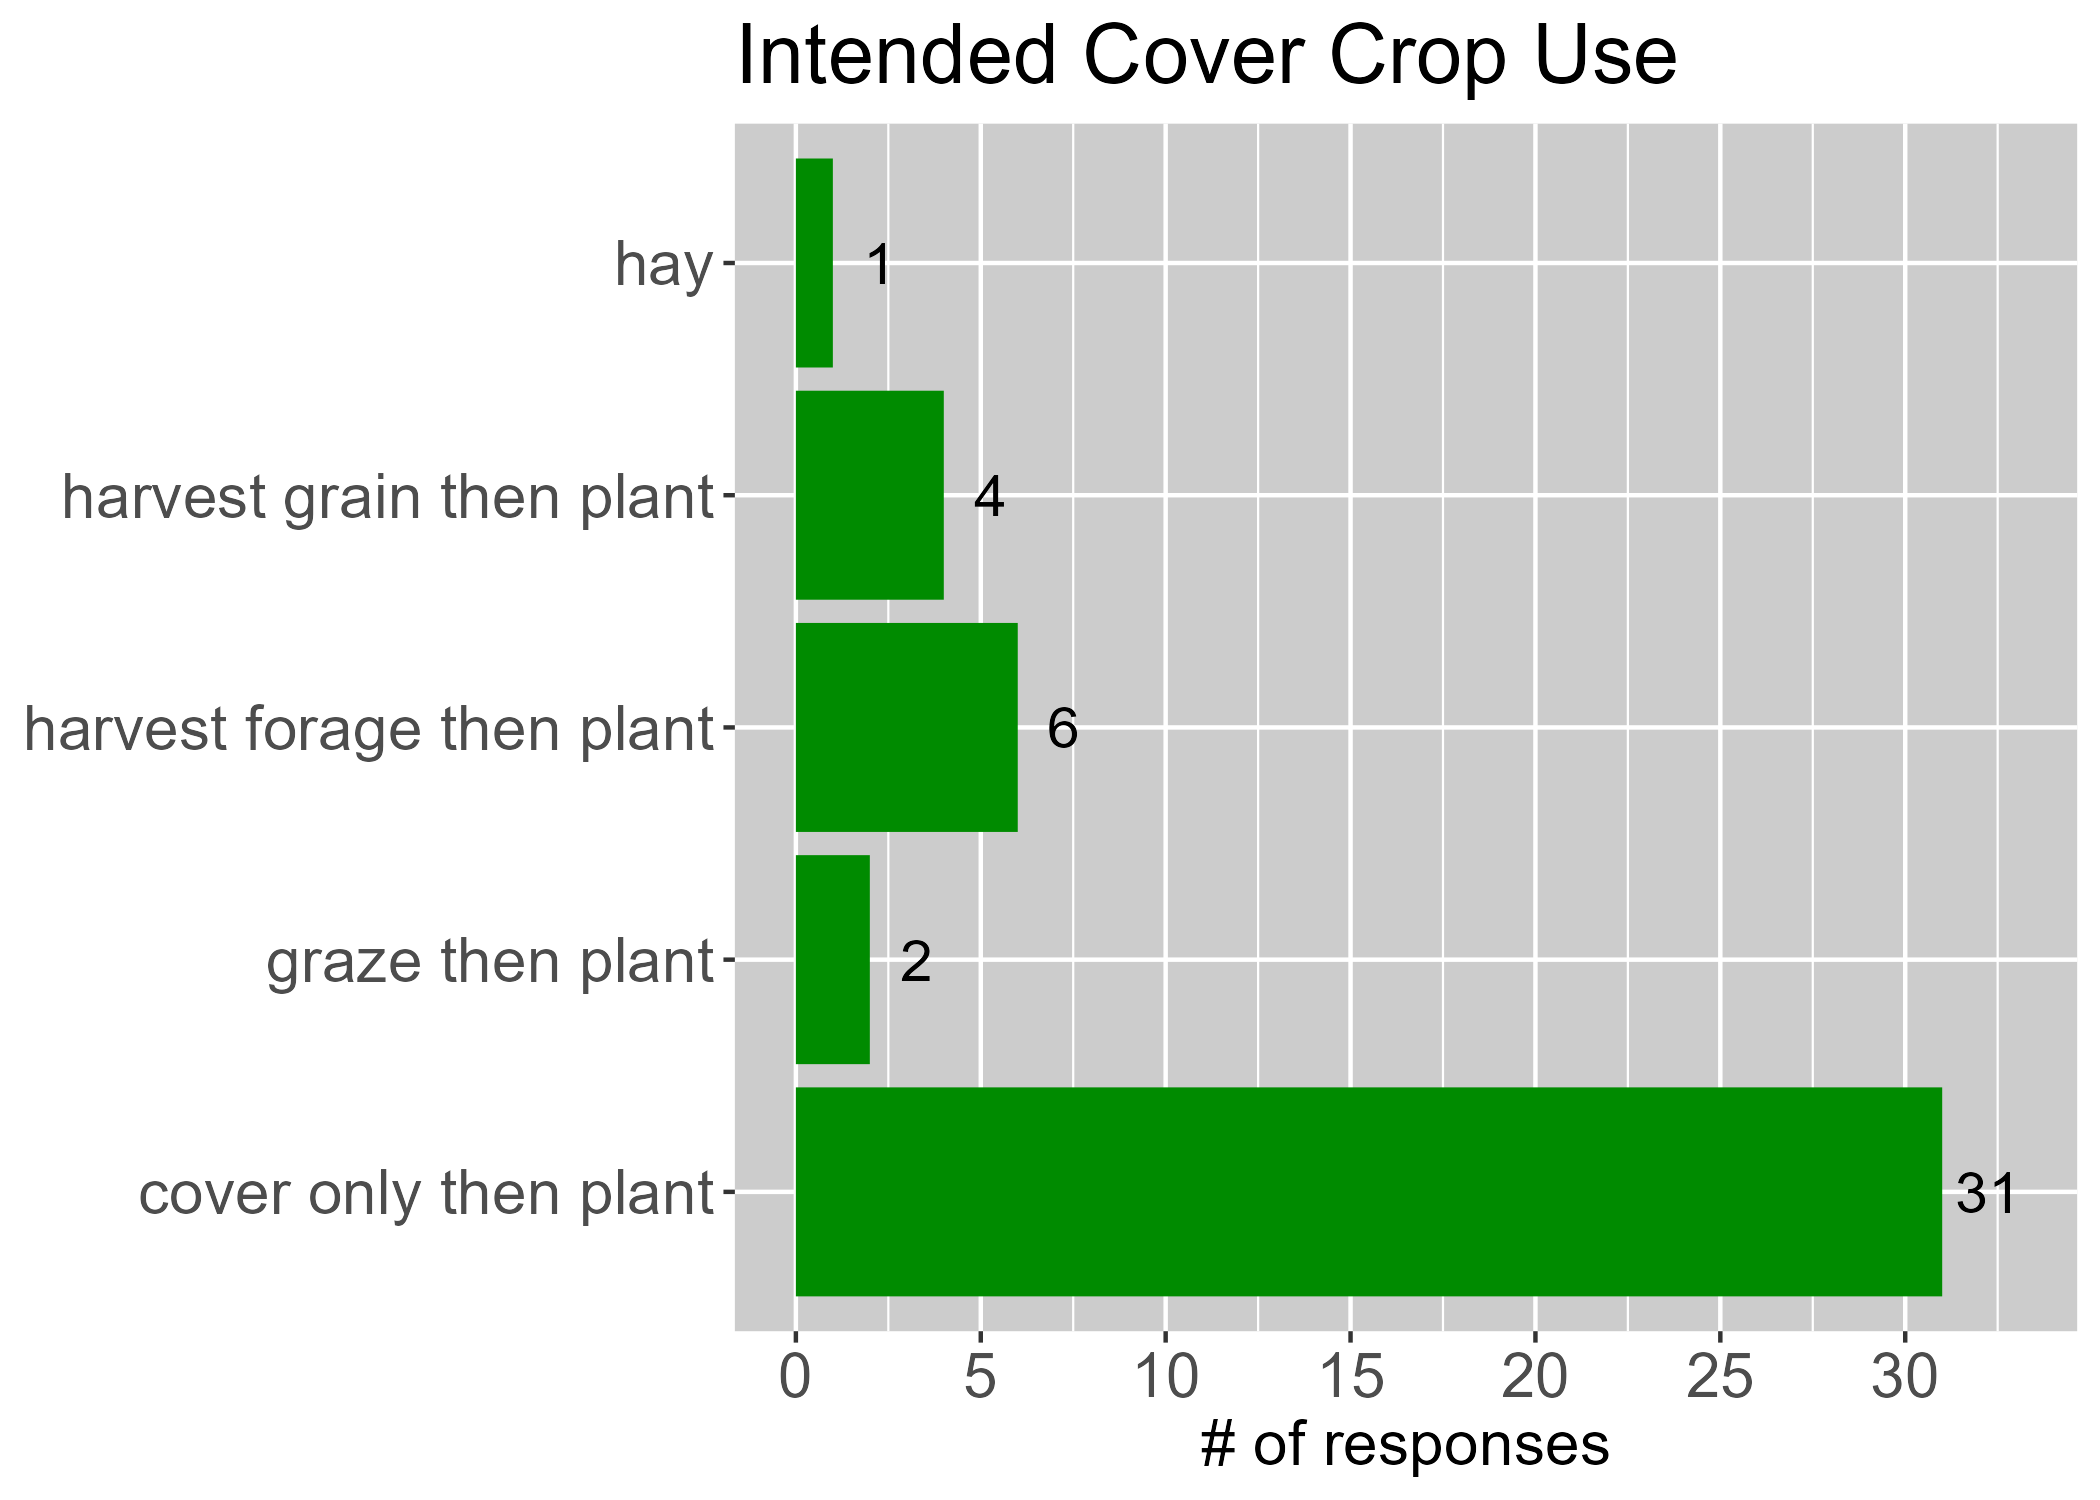 Intended Cover Crop Use
hay
1
harvest grain then plant
4
harvest forage then plant
6
graze then plant
2
cover only then plant
31
0 5 10 15 20 25 30
# of responses